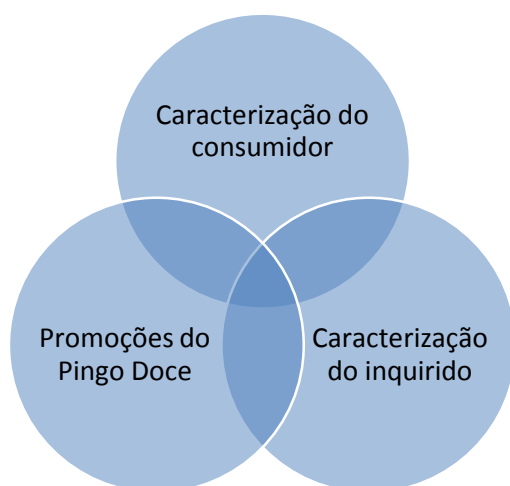 Caracterização do
consumidor
Promoções do
Pingo Doce
Caracterização
do inquirido